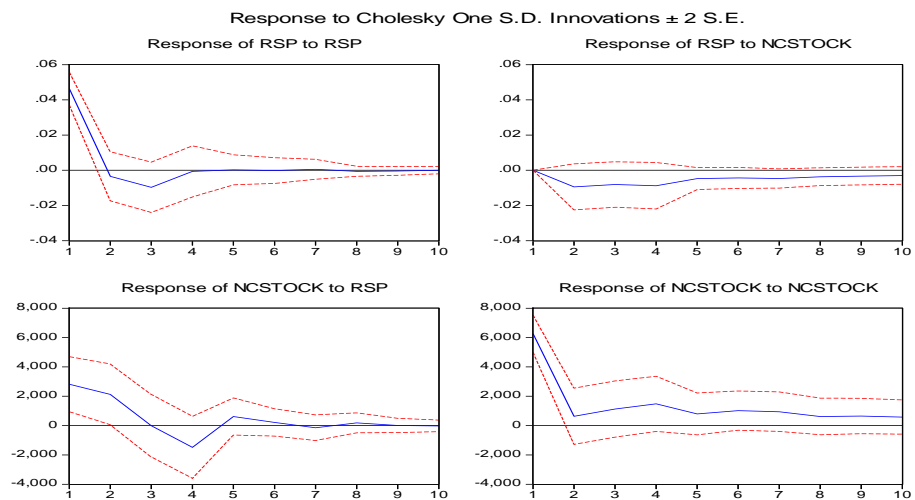 Response to Cholesky One S.D. Innovations ± 2 S.E.
Response of RSP to RSP
.06
.04
.02
.00
-.02
-.04
1 2 3 4 5 6 7 8 9 10
Response of RSP to NCSTOCK
.06
.04
.02
.00
-.02
-.04
1 2 3 4 5 6 7 8 9 10
Response of NCSTOCK to RSP
8,000
6,000
4,000
2,000
0
-2,000
-4,000
1 2 3 4 5 6 7 8 9 10
Response of NCSTOCK to NCSTOCK
8,000
6,000
4,000
2,000
0
-2,000
-4,000
1 2 3 4 5 6 7 8 9 10